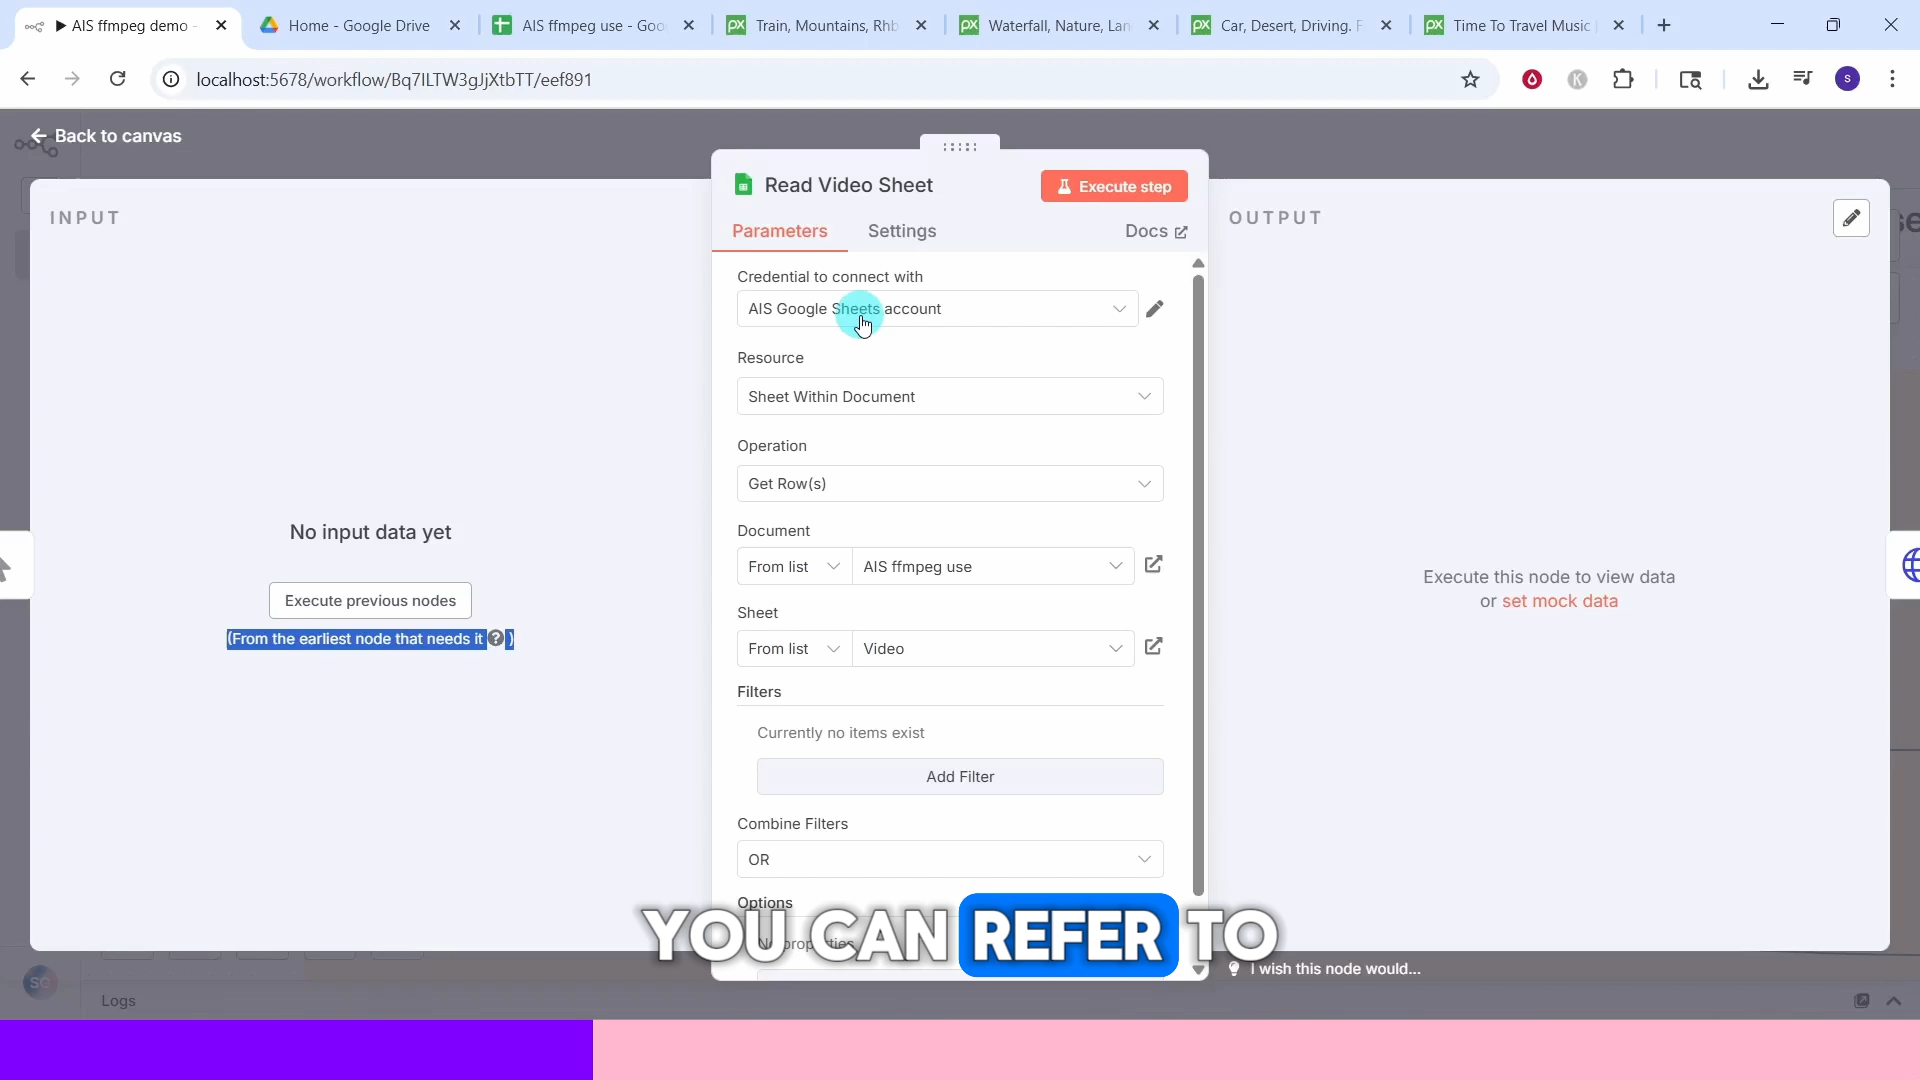 AIS ffmpeg demo -
Home - Google Drive
AIS ffmpeg use - Goo
Train, Mountains, Rhb
Waterfall, Nature, Lan
Car, Desert, Driving. F
Time To Travel Music
localhost:5678/workflow/Bq7ILTW3gJjXtbTT/eef891
S
Back to canvas
INPUT
Read Video Sheet
Execute step
OUTPUT
Parameters
Settings
Docs
Credential to connect with
AIS Google Sheets account
Resource
Sheet Within Document
Operation
Get Row(s)
No input data yet
Document
From list
AIS ffmpeg use
Execute this node to view data
or set mock data
Execute previous nodes
(From the earliest node that needs it ? )
Sheet
From list
Video
Filters
Currently no items exist
Add Filter
Combine Filters
OR
Options
No properties
YOU CAN REFER TO
I wish this node would...
SC
Logs